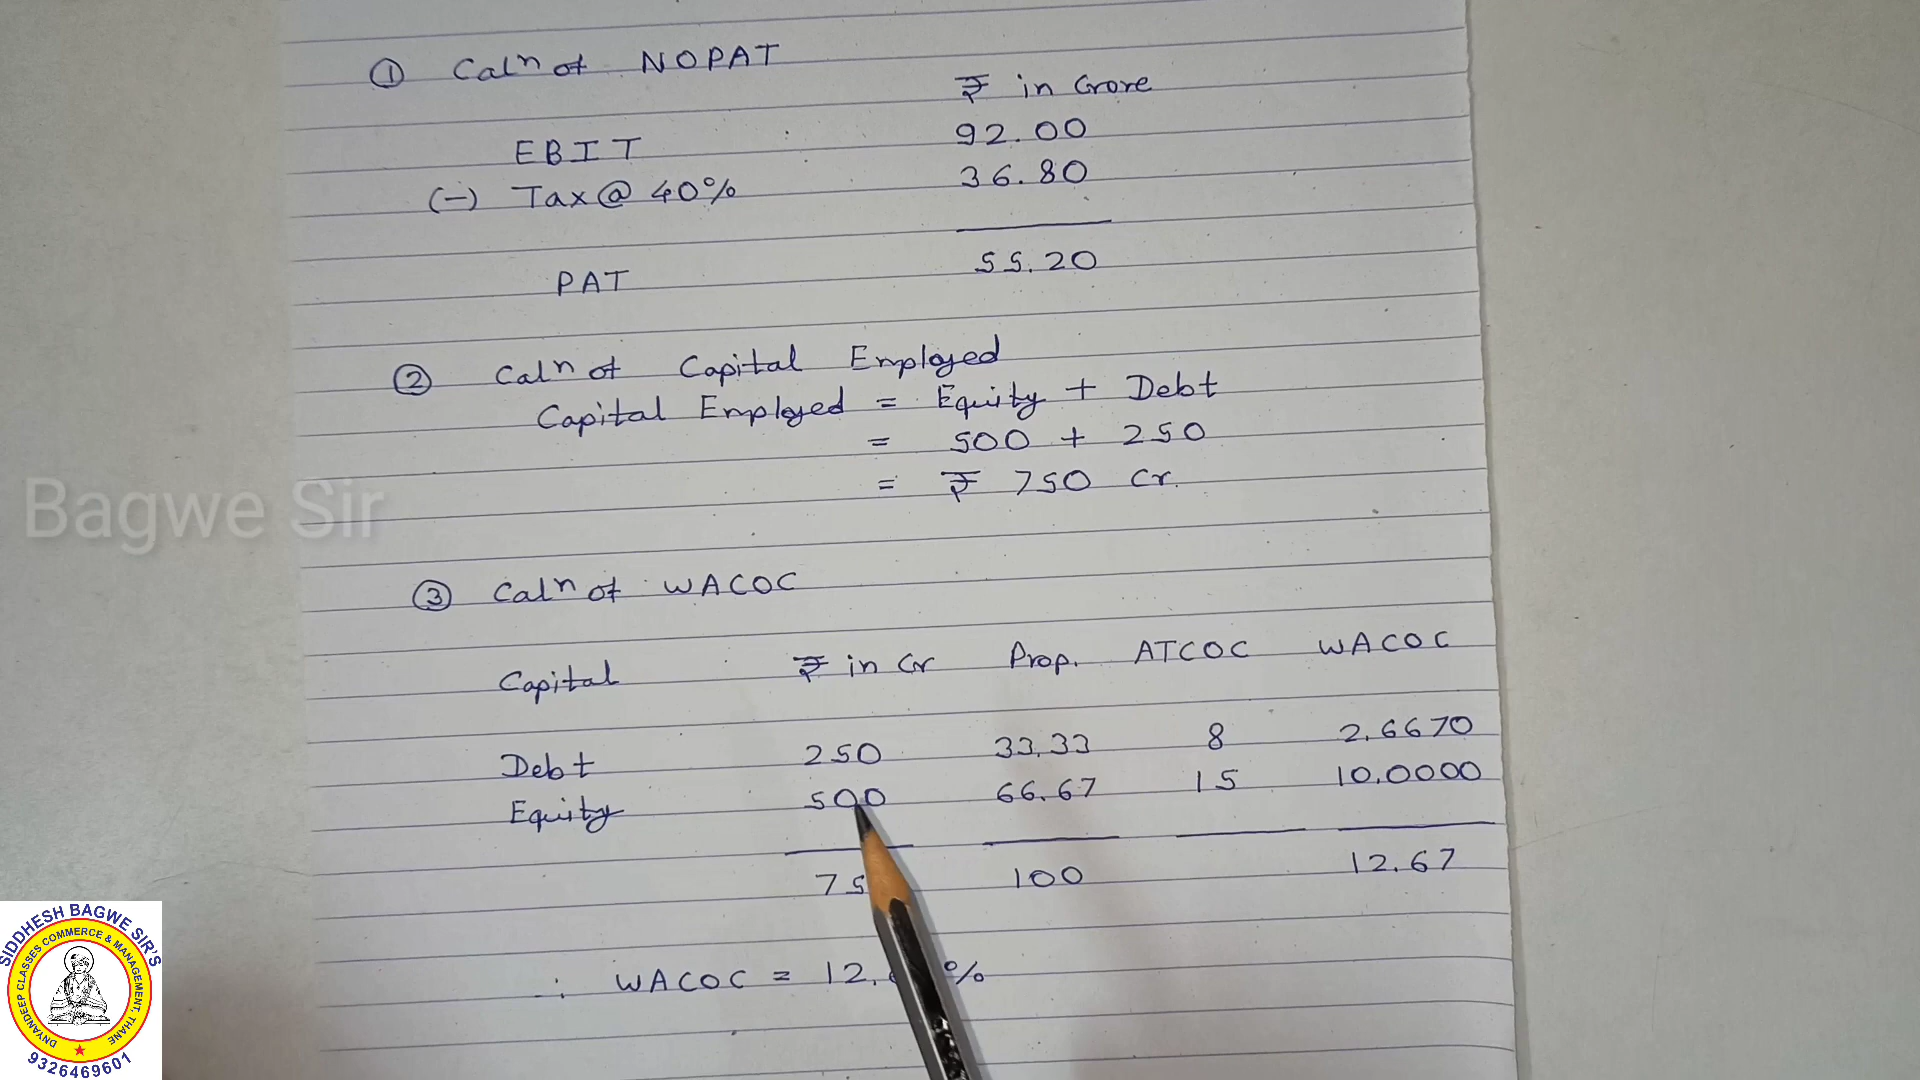 ① Calⁿ of NOPAT
₹ in Crore
EBIT 92.00
(-) Tax @ 40% 36.80
PAT 55.20
② Calⁿ of Capital Employed
Capital Employed = Equity + Debt
= 500 + 250
= ₹ 750 Cr.
Bagwe Sir
③ Calⁿ of WACOC
Capital ₹ in Cr Prop. ATCOC WACOC
Debt 250 33.33 8 2.6670
Equity 500 66.67 15 10.0000
75 100 12.67
∴ WACOC = 12. %
SIDDHESH BAGWE SIR'S
DNYANDEEP CLASSES COMMERCE & MANAGEMENT, THANE
9326469601